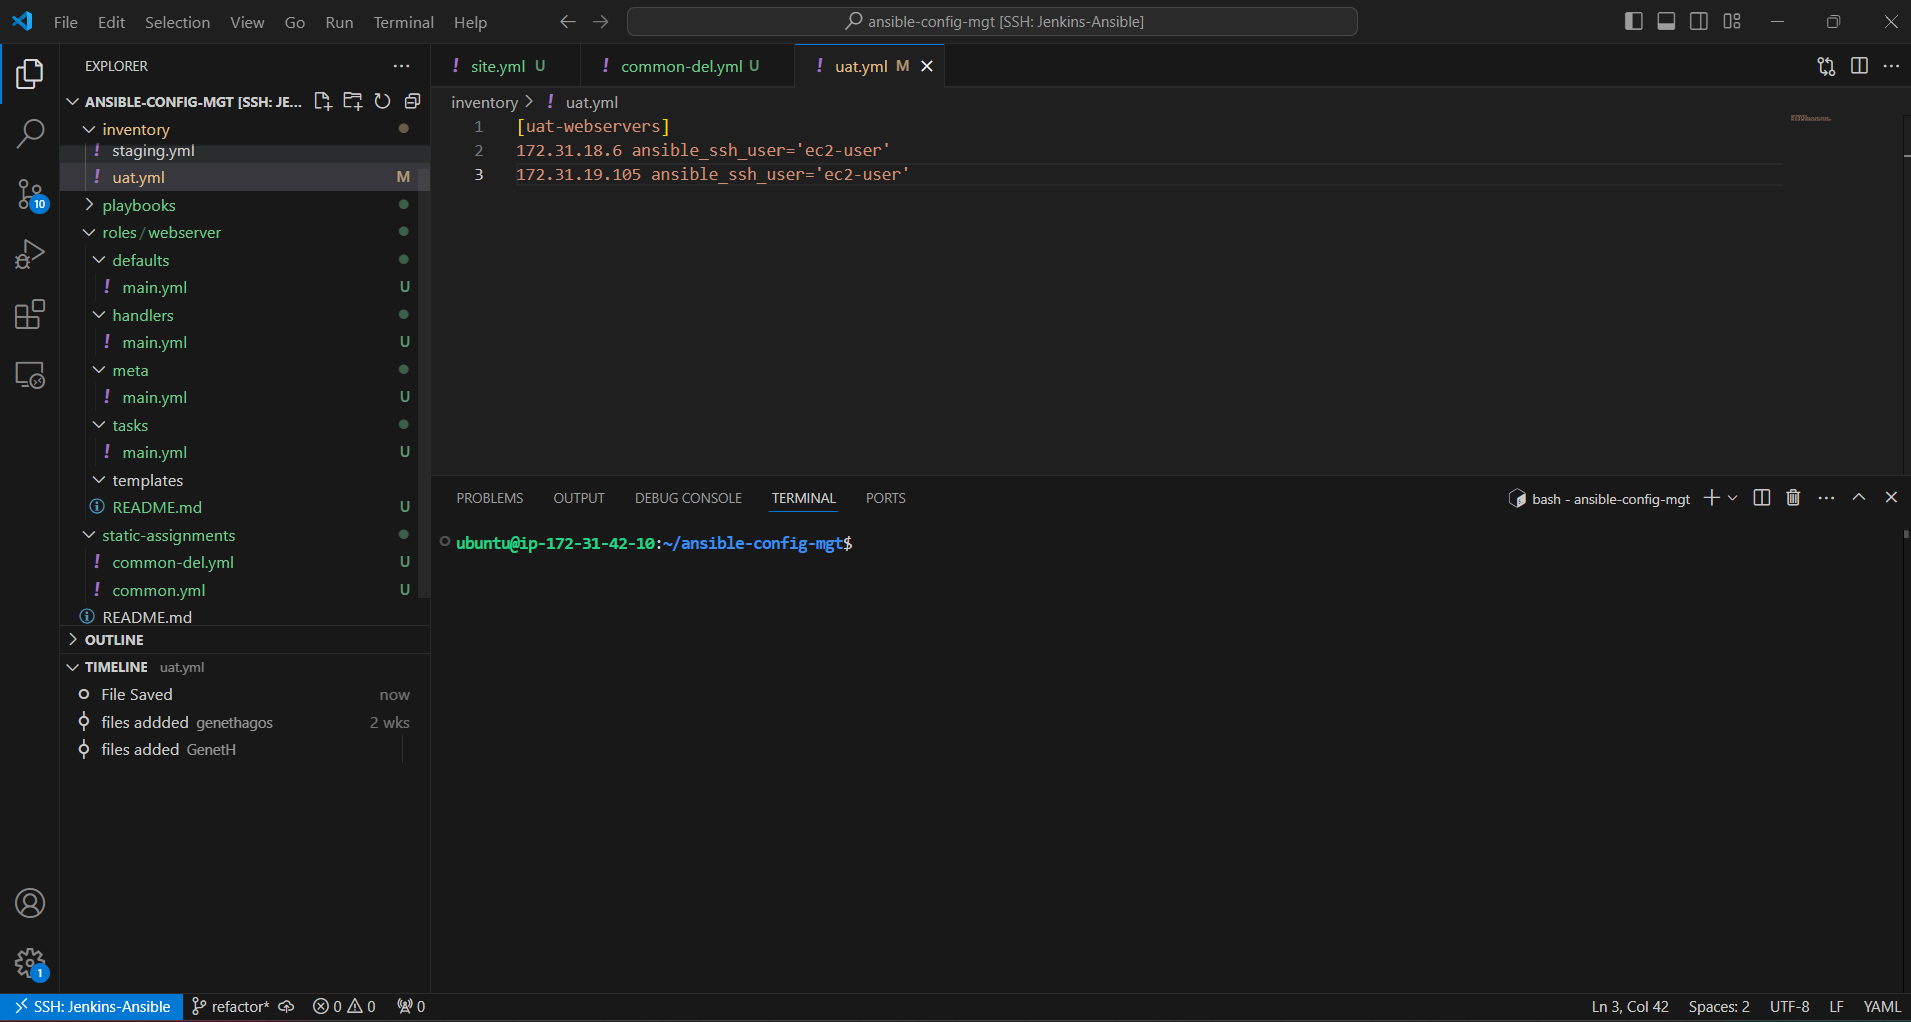 File Edit Selection View Go Run Terminal Help
ansible-config-mgt [SSH: Jenkins-Ansible]
EXPLORER
ANSIBLE-CONFIG-MGT [SSH: JE...
inventory
staging.yml
uat.yml M
playbooks
roles/webserver
defaults
main.yml U
handlers
main.yml U
meta
main.yml U
tasks
main.yml U
templates
README.md U
static-assignments
common-del.yml U
common.yml U
README.md
OUTLINE
TIMELINE uat.yml
File Saved now
files addded genethagos 2 wks
files added GenetH
10
1
site.yml U
common-del.yml U
uat.yml M
inventory > uat.yml
1 [uat-webservers]
2 172.31.18.6 ansible_ssh_user='ec2-user'
3 172.31.19.105 ansible_ssh_user='ec2-user'
PROBLEMS OUTPUT DEBUG CONSOLE TERMINAL PORTS
bash - ansible-config-mgt
ubuntu@ip-172-31-42-10:~/ansible-config-mgt$
SSH: Jenkins-Ansible refactor* 0 0 0
Ln 3, Col 42 Spaces: 2 UTF-8 LF YAML